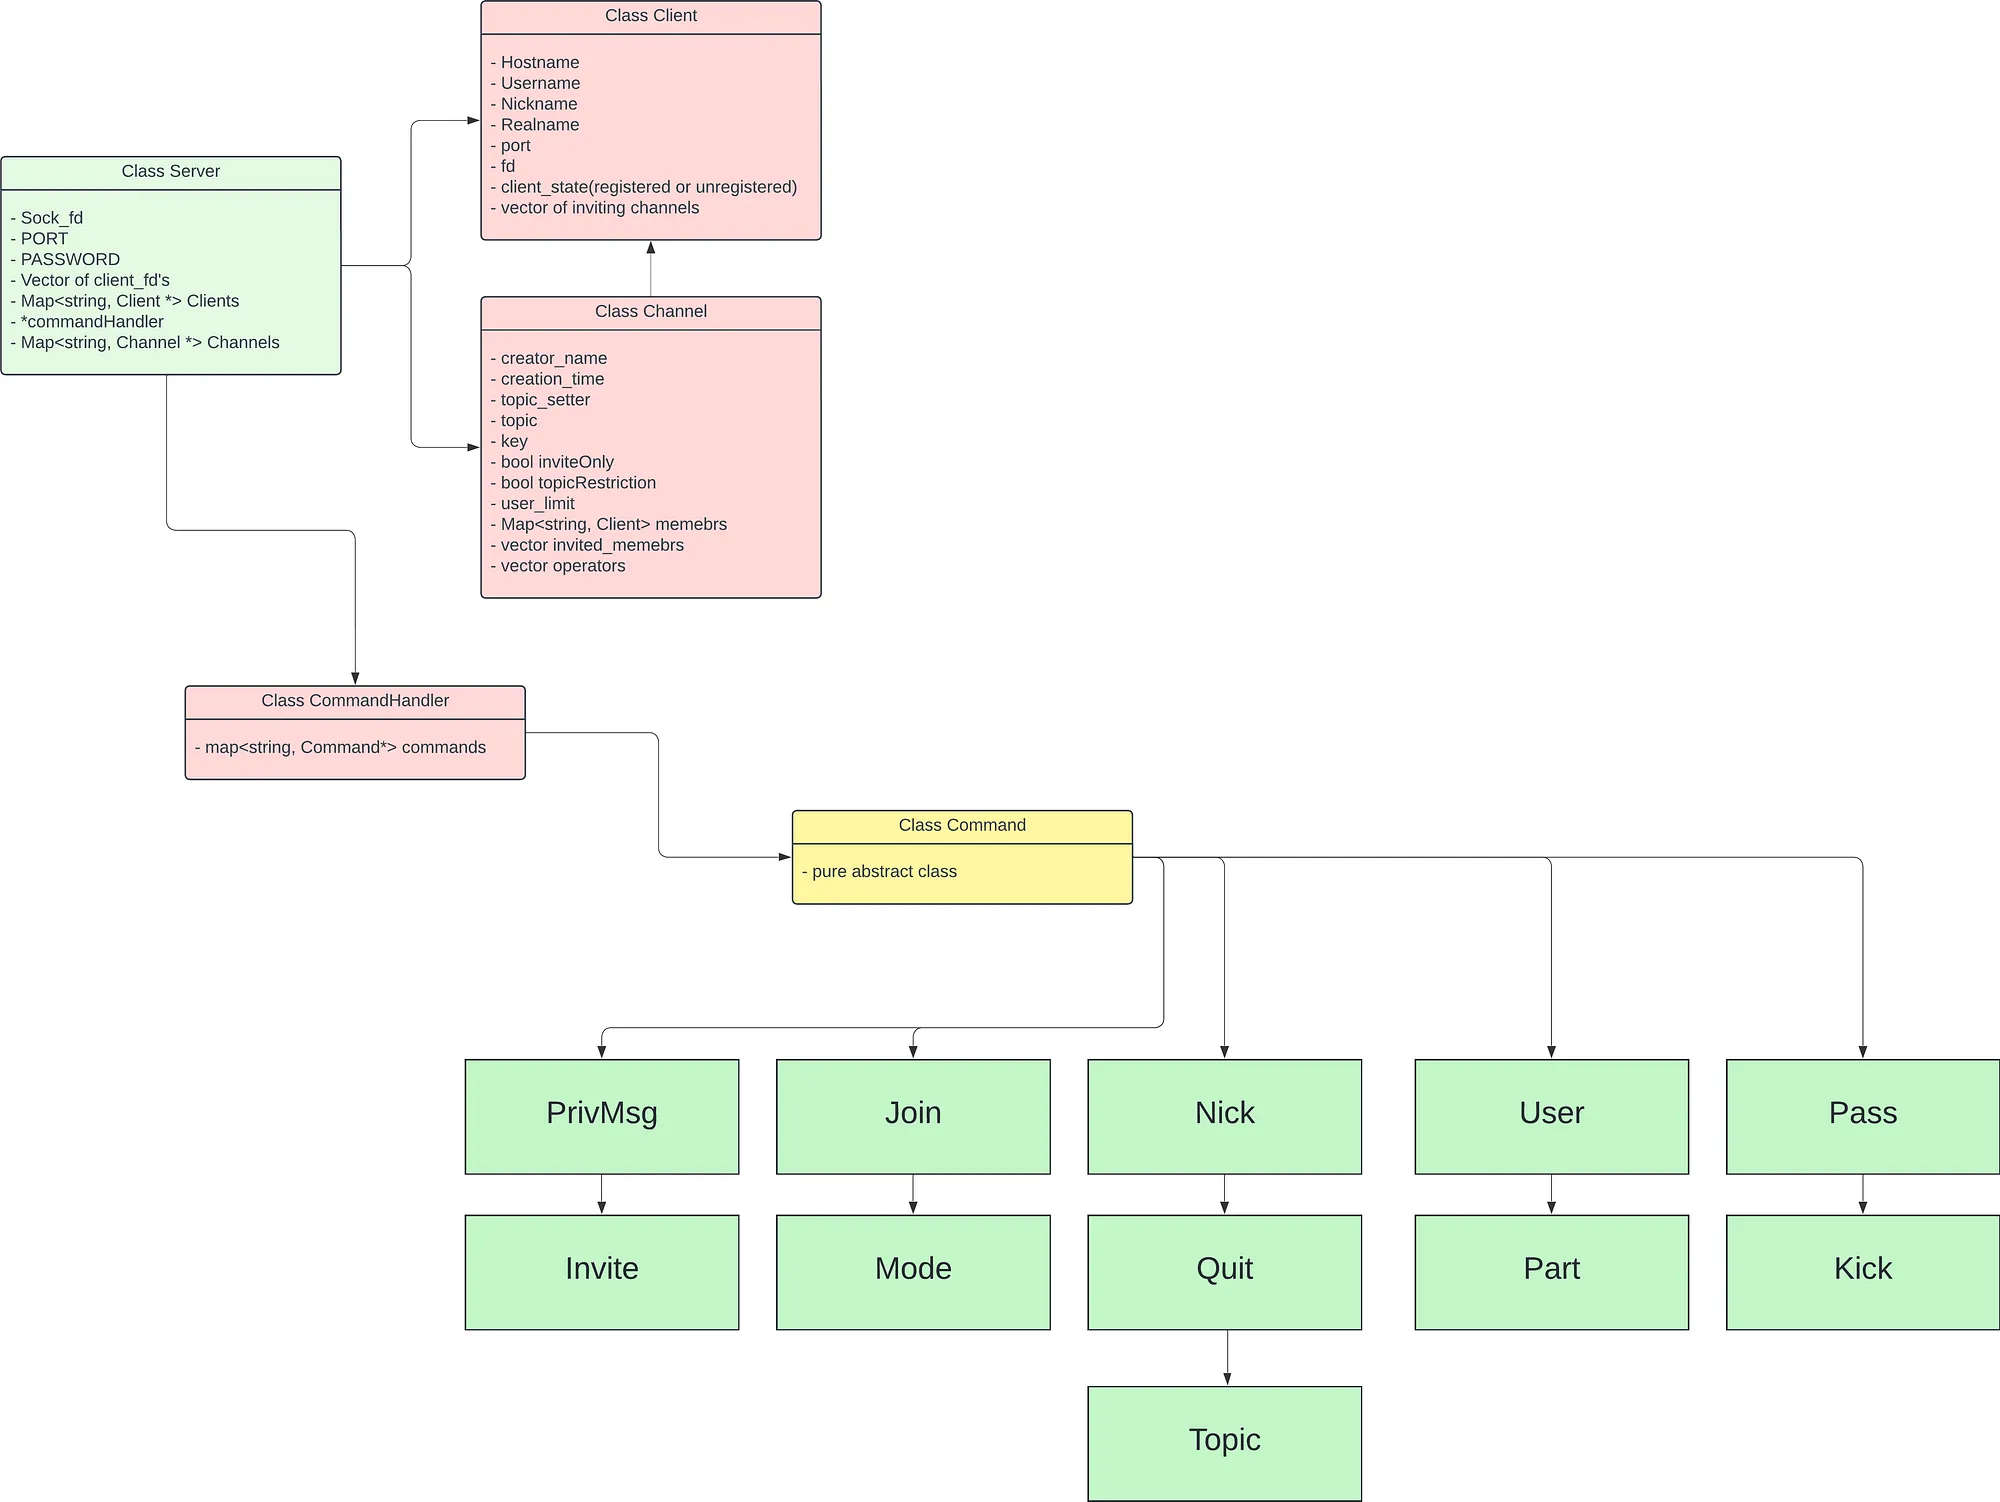 Class Client
- Hostname
- Username
- Nickname
- Realname
- port
- fd
- client_state(registered or unregistered)
- vector of inviting channels
Class Server
- Sock_fd
- PORT
- PASSWORD
- Vector of client_fd's
- Map<string, Client *> Clients
- *commandHandler
- Map<string, Channel *> Channels
Class Channel
- creator_name
- creation_time
- topic_setter
- topic
- key
- bool inviteOnly
- bool topicRestriction
- user_limit
- Map<string, Client> memebrs
- vector invited_memebrs
- vector operators
Class CommandHandler
- map<string, Command*> commands
Class Command
- pure abstract class
PrivMsg
Join
Nick
User
Pass
Invite
Mode
Quit
Part
Kick
Topic